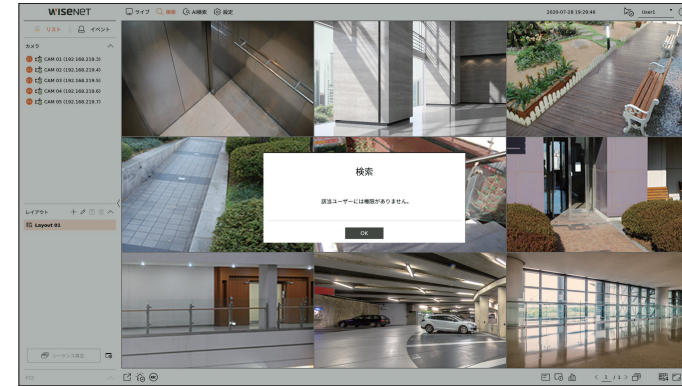 WISENET
ライブ 検索 AI検索 設定
2020-07-28 19:29:46 User1
リスト イベント
カメラ
CAM 01 (192.168.219.3)
CAM 02 (192.168.219.4)
CAM 03 (192.168.219.5)
CAM 04 (192.168.219.6)
CAM 05 (192.168.219.7)
検索
該当ユーザーには権限がありません。
OK
レイアウト
Layout 01
シーケンス再生
PTZ
1 / 1